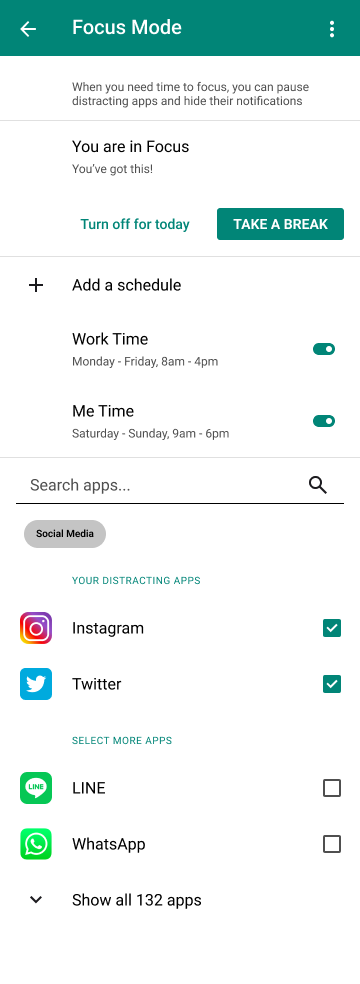 Focus Mode
When you need time to focus, you can pause
distracting apps and hide their notifications
You are in Focus
You've got this!
Turn off for today
TAKE A BREAK
Add a schedule
Work Time
Monday - Friday, 8am - 4pm
Me Time
Saturday - Sunday, 9am - 6pm
Search apps...
Social Media
YOUR DISTRACTING APPS
Instagram
Twitter
SELECT MORE APPS
LINE
LINE
WhatsApp
Show all 132 apps